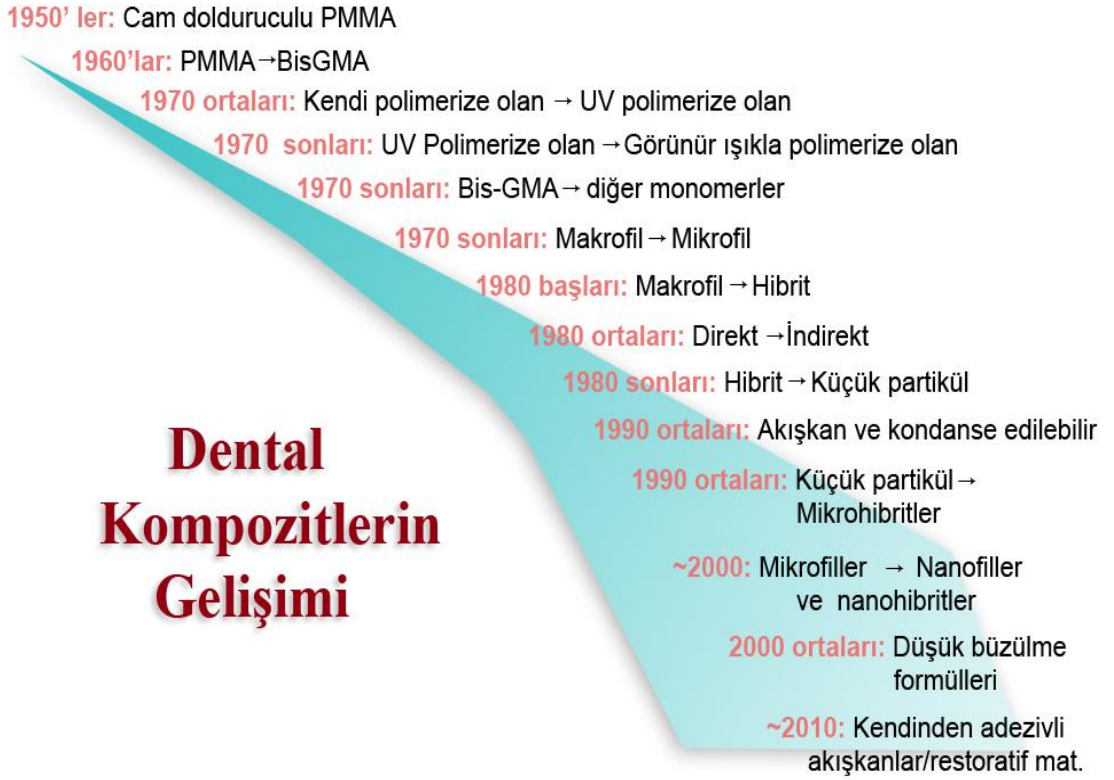 1950' ler: Cam dolduruculu PMMA
1960'lar: PMMA→BisGMA
1970 ortaları: Kendi polimerize olan → UV polimerize olan
1970 sonları: UV Polimerize olan →Görünür ışıkla polimerize olan
1970 sonları: Bis-GMA→ diğer monomerler
1970 sonları: Makrofil→ Mikrofil
1980 başları: Makrofil → Hibrit
1980 ortaları: Direkt →İndirekt
1980 sonları: Hibrit→ Küçük partikül
1990 ortaları: Akışkan ve kondanse edilebilir
1990 ortaları: Küçük partikül→
Mikrohibritler
~2000: Mikrofiller → Nanofiller
ve nanohibritler
2000 ortaları: Düşük büzülme
formülleri
~2010: Kendinden adezivli
akışkanlar/restoratif mat.
Dental
Kompozitlerin
Gelişimi